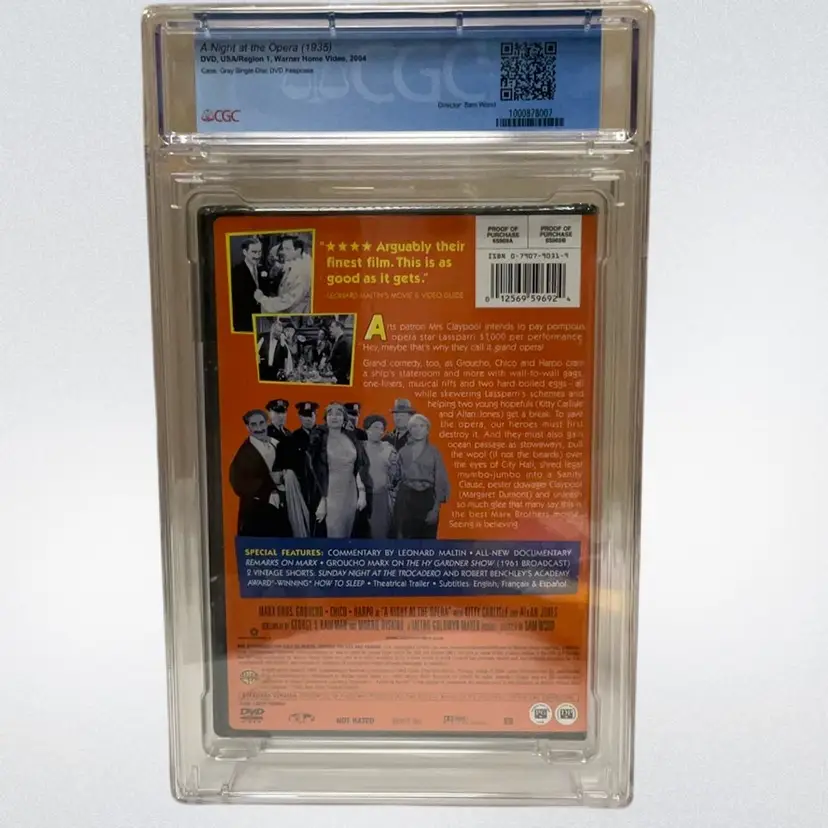 A Night at the Opera (1935)
DVD, USA/Region 1, Warner Home Video, 2004
Case: Gray Single-Disc DVD Keepcase
Director: Sam Wood
CGC
CGC
1000878007
"★★★★ Arguably their
finest film. This is as
good as it gets."
LEONARD MALTIN'S MOVIE & VIDEO GUIDE
PROOF OF PURCHASE
PROOF OF PURCHASE
ISBN 0-7907-9031-9
0 12569 59692 4
Arts patron Mrs Claypool intends to pay pompous
opera star Lassparri $1,000 per performance.
"Hey, maybe that's why they call it grand opera!
Grand comedy, too, as Groucho, Chico and Harpo cram
a ship's stateroom and more with wall-to-wall gags,
one-liners, musical riffs and two hard-boiled eggs - all
while skewering Lassparri's schemes and
helping two young hopefuls (Kitty Carlisle
and Allan Jones) get a break. To save
the opera, our heroes must first
destroy it. And they must also gain
ocean passage as stowaways, pull
the wool (if not the beards) over
the eyes of City Hall, shred legal
mumbo-jumbo into a Sanity
Clause, pester dowager Claypool
(Margaret Dumont) and unleash
so much glee that many say this is
the best Marx Brothers movie.
Seeing is believing.
SPECIAL FEATURES: COMMENTARY BY LEONARD MALTIN • ALL-NEW DOCUMENTARY
REMARKS ON MARX • GROUCHO MARX ON THE HY GARDNER SHOW (1961 BROADCAST)
2 VINTAGE SHORTS: SUNDAY NIGHT AT THE TROCADERO AND ROBERT BENCHLEY'S ACADEMY
AWARD®-WINNING® HOW TO SLEEP • Theatrical Trailer • Subtitles: English, Français & Español.
MARX BROS. GROUCHO • CHICO • HARPO IN "A NIGHT AT THE OPERA" WITH KITTY CARLISLE AND ALLAN JONES
GEORGE S. KAUFMAN AND MORRIE RYSKIND A METRO GOLDWYN MAYER SAM WOOD
DVD
NOT RATED